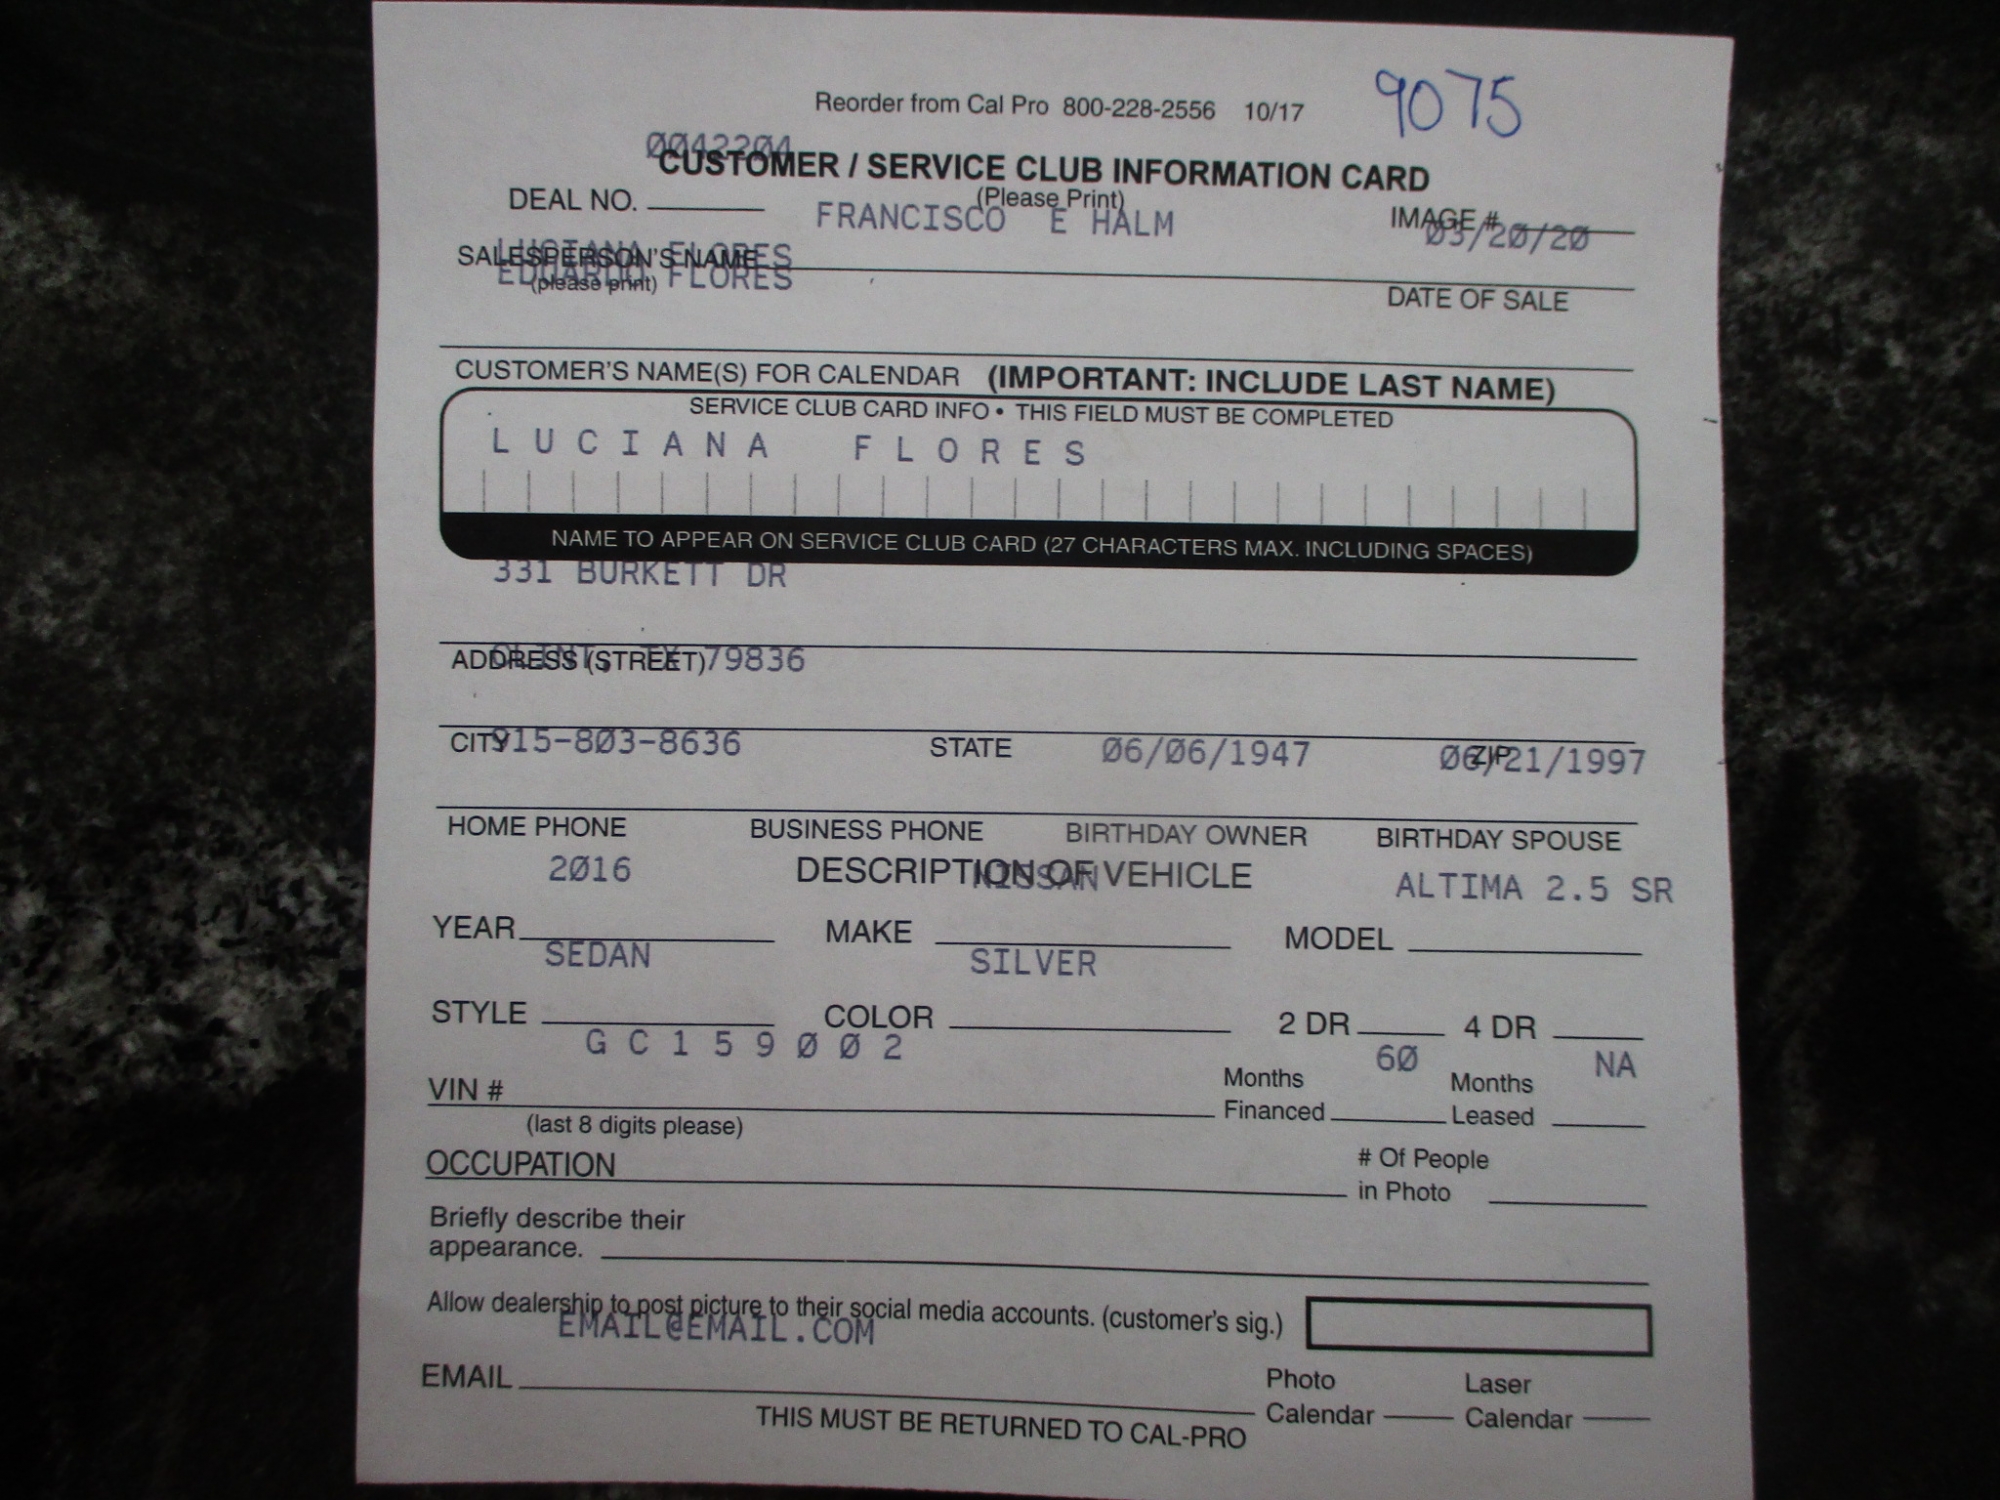 Reorder from Cal Pro 800-228-2556 10/17 9075
0042204
CUSTOMER / SERVICE CLUB INFORMATION CARD
(Please Print)
DEAL NO. FRANCISCO E HALM IMAGE #
03/20/20
LUCIANA FLORES
SALESPERSON'S NAME
EDUARDO FLORES
(please print)
DATE OF SALE
CUSTOMER'S NAME(S) FOR CALENDAR (IMPORTANT: INCLUDE LAST NAME)
SERVICE CLUB CARD INFO • THIS FIELD MUST BE COMPLETED
LUCIANA FLORES
NAME TO APPEAR ON SERVICE CLUB CARD (27 CHARACTERS MAX. INCLUDING SPACES)
331 BURKETT DR
CLINT, TX 79836
ADDRESS (STREET)
915-803-8636 06/06/1947 06/21/1997
CITY STATE ZIP
HOME PHONE BUSINESS PHONE BIRTHDAY OWNER BIRTHDAY SPOUSE
DESCRIPTION OF VEHICLE
2016 NISSAN ALTIMA 2.5 SR
YEAR MAKE MODEL
SEDAN SILVER
STYLE COLOR 2 DR 4 DR
GC159002 60 NA
VIN # Months Financed Months Leased
(last 8 digits please)
OCCUPATION # Of People in Photo
Briefly describe their
appearance.
Allow dealership to post picture to their social media accounts. (customer's sig.)
EMAIL@EMAIL.COM
EMAIL Photo Calendar Laser Calendar
THIS MUST BE RETURNED TO CAL-PRO